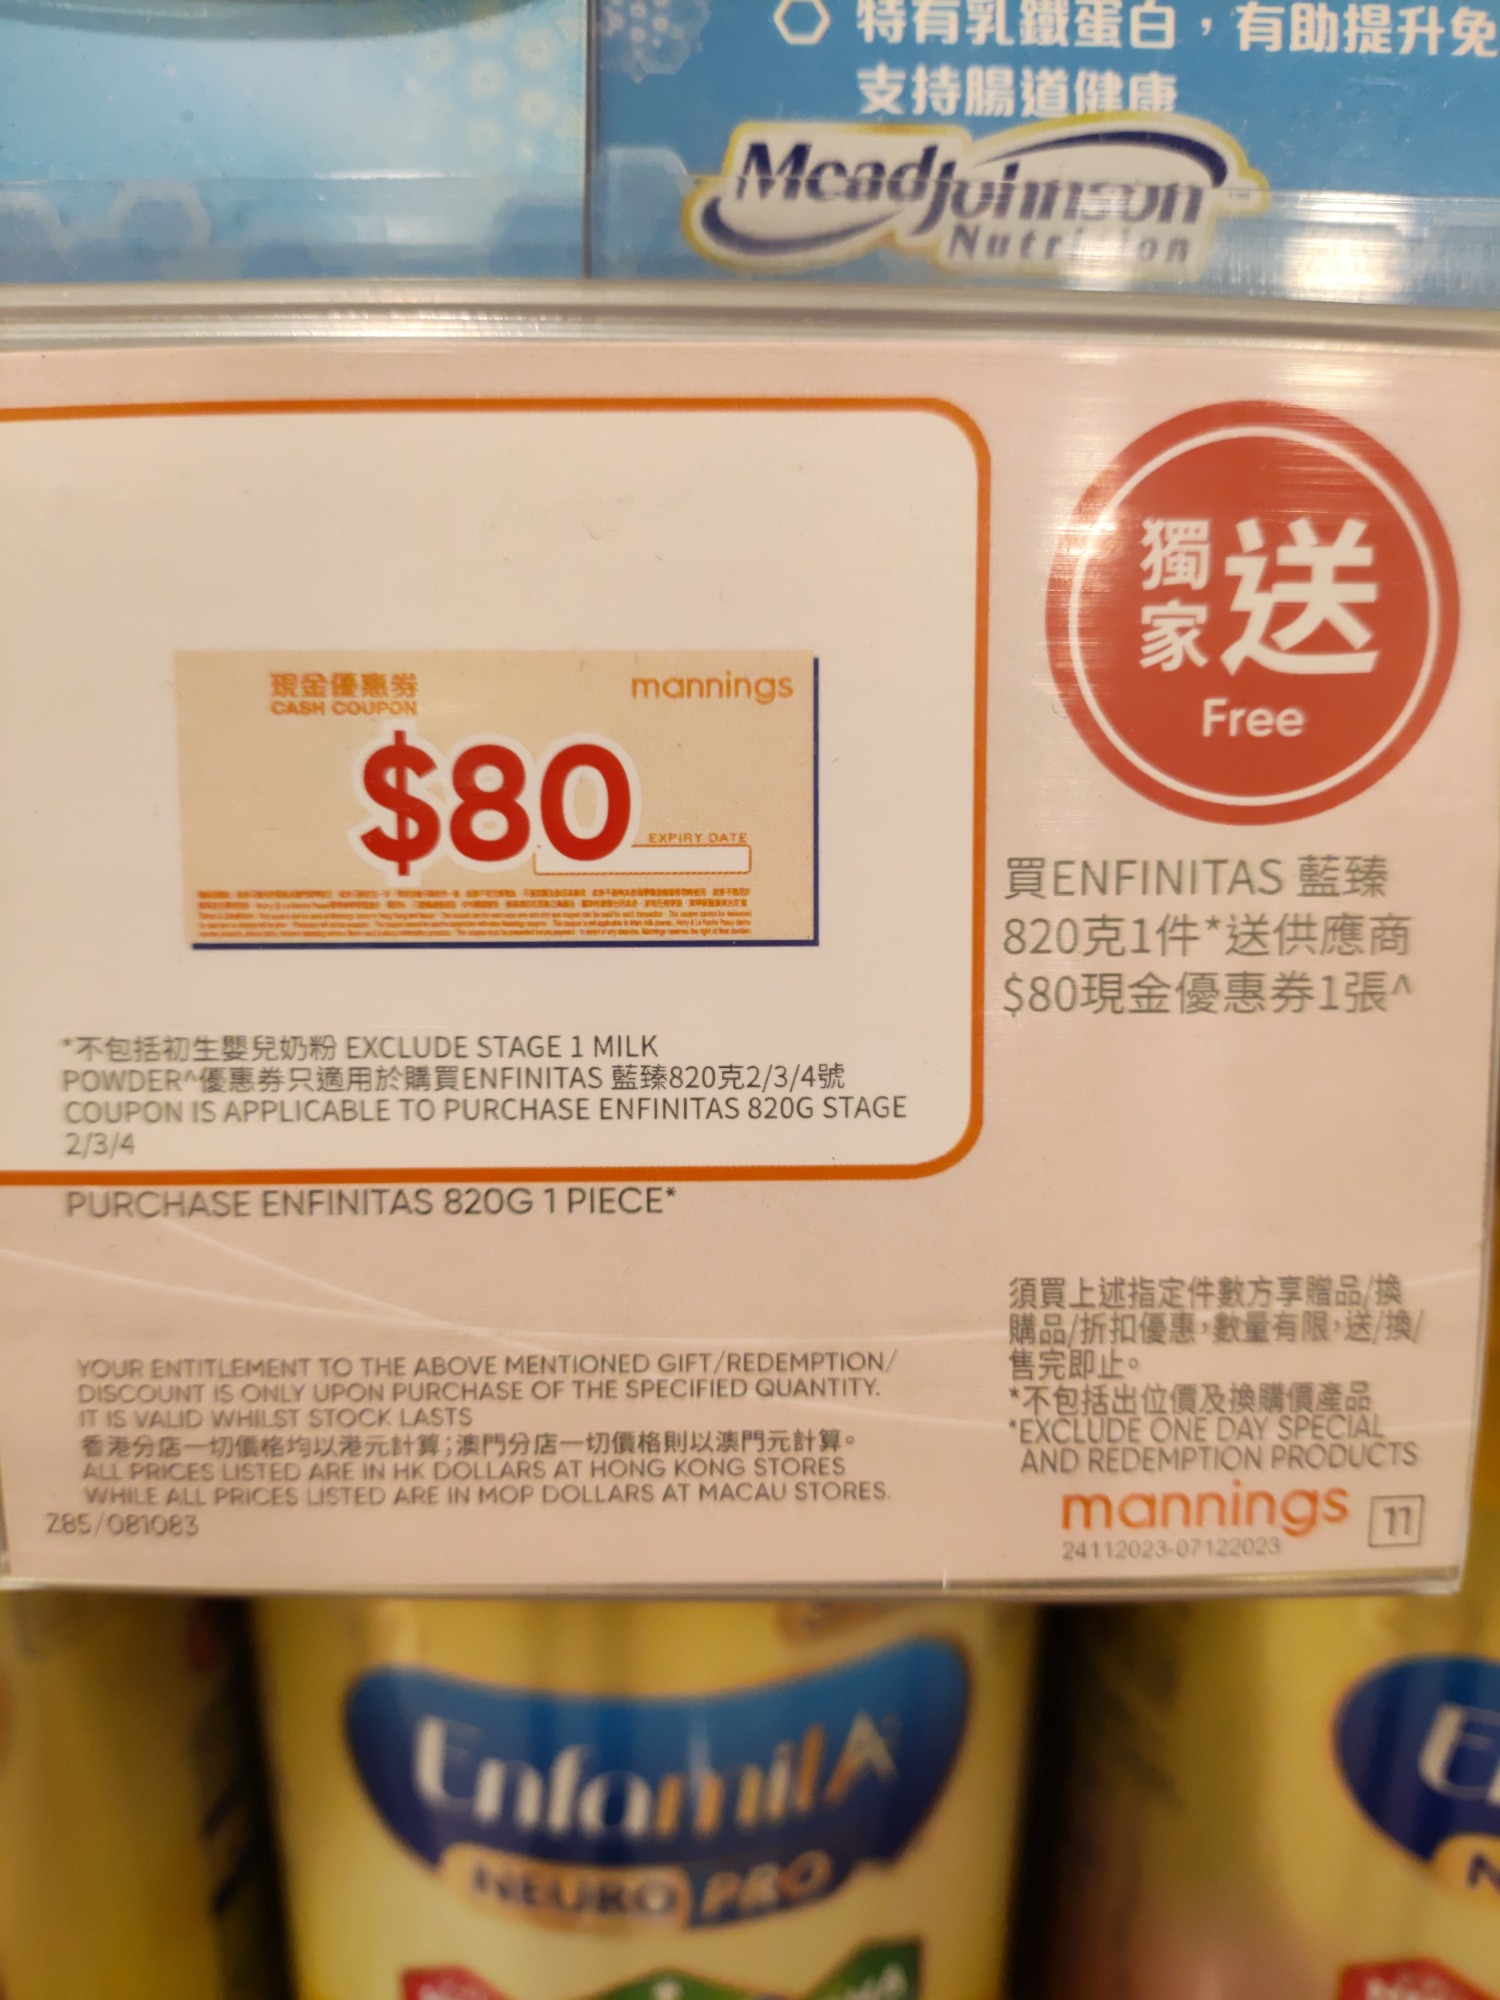 特有乳鐵蛋白，有助提升免
支持腸道健康
MeadJohnson
Nutrition
獨家送
Free
現金優惠券
CASH COUPON
mannings
$80
EXPIRY DATE
買ENFINITAS 藍臻
820克1件*送供應商
$80現金優惠券1張^
*不包括初生嬰兒奶粉 EXCLUDE STAGE 1 MILK
POWDER^優惠券只適用於購買ENFINITAS 藍臻820克2/3/4號
COUPON IS APPLICABLE TO PURCHASE ENFINITAS 820G STAGE
2/3/4
PURCHASE ENFINITAS 820G 1 PIECE*
須買上述指定件數方享贈品/換
購品/折扣優惠，數量有限，送/換/
售完即止。
*不包括出位價及換購價產品
*EXCLUDE ONE DAY SPECIAL
AND REDEMPTION PRODUCTS
YOUR ENTITLEMENT TO THE ABOVE MENTIONED GIFT/REDEMPTION/
DISCOUNT IS ONLY UPON PURCHASE OF THE SPECIFIED QUANTITY.
IT IS VALID WHILST STOCK LASTS
香港分店一切價格均以港元計算；澳門分店一切價格則以澳門元計算。
ALL PRICES LISTED ARE IN HK DOLLARS AT HONG KONG STORES
WHILE ALL PRICES LISTED ARE IN MOP DOLLARS AT MACAU STORES.
Z85/081083
mannings 11
24112023-07122023
Enfamil A
NEURO PRO